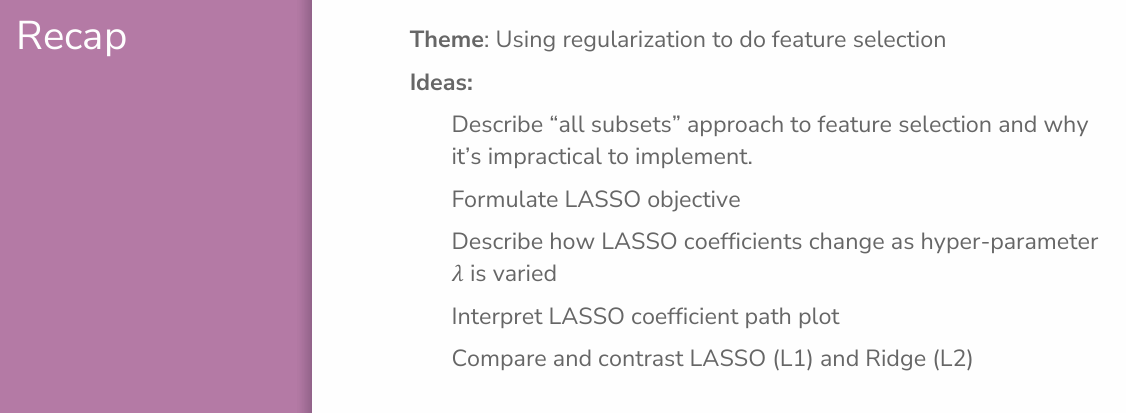 Recap
Theme: Using regularization to do feature selection
Ideas:
Describe “all subsets” approach to feature selection and why
it’s impractical to implement.
Formulate LASSO objective
Describe how LASSO coefficients change as hyper-parameter
𝜆 is varied
Interpret LASSO coefficient path plot
Compare and contrast LASSO (L1) and Ridge (L2)